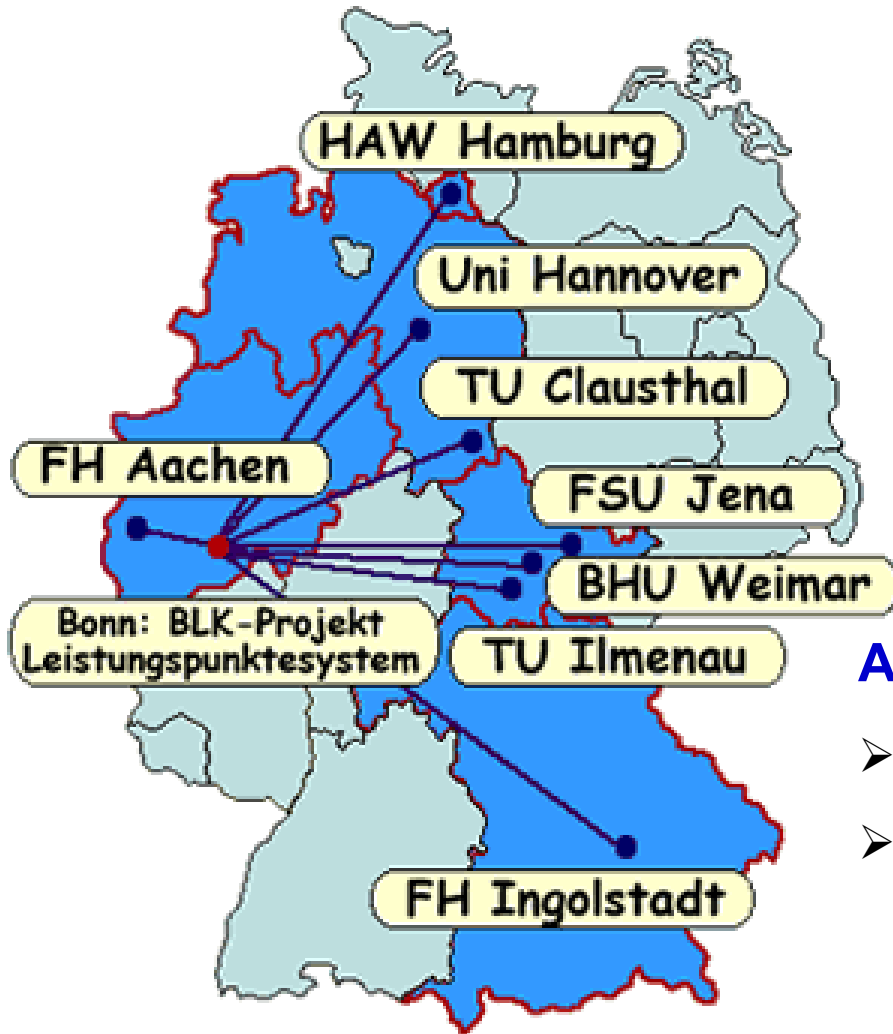 HAW Hamburg
Uni Hannover
TU Clausthal
FH Aachen
FSU Jena
BHU Weimar
Bonn: BLK-Projekt
Leistungspunktesystem
TU Ilmenau
A
FH Ingolstadt